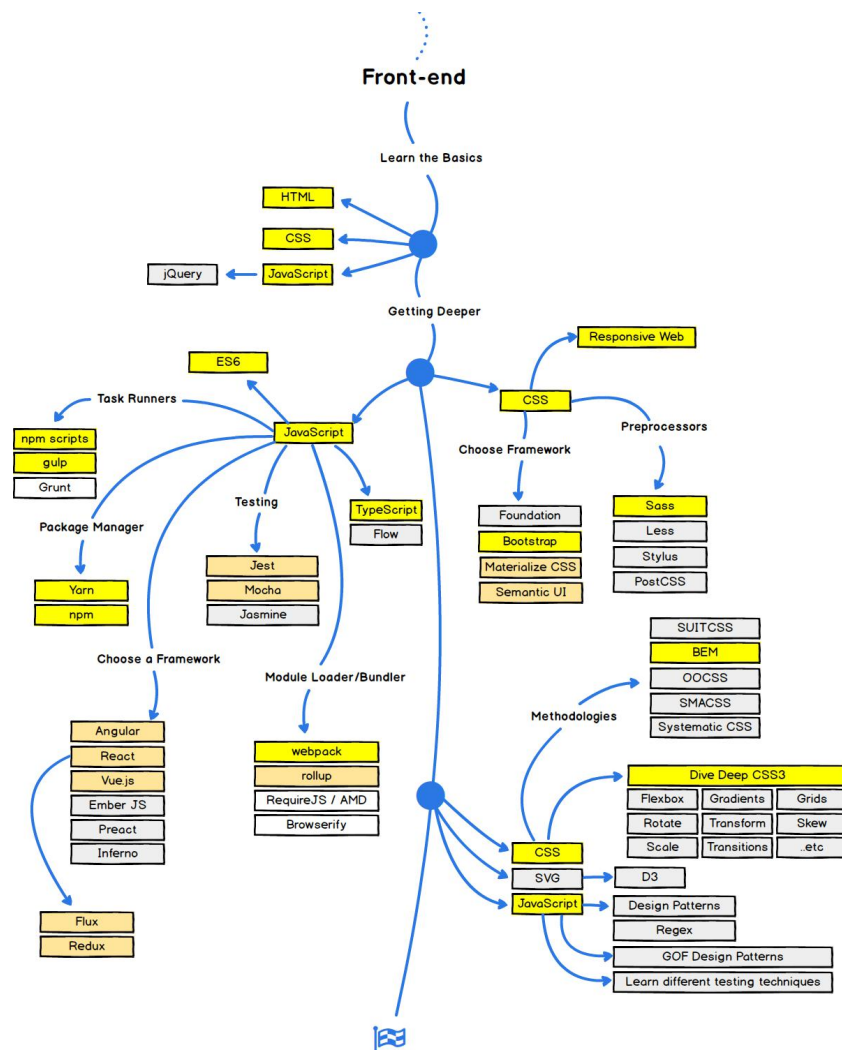 Front-end
Learn the Basics
HTML
CSS
jQuery
JavaScript
Getting Deeper
Responsive Web
ES6
CSS
Task Runners
JavaScript
Preprocessors
npm scripts
gulp
Grunt
Choose Framework
Testing
Package Manager
TypeScript
Flow
Foundation
Bootstrap
Materialize CSS
Semantic UI
Sass
Less
Stylus
PostCSS
Jest
Mocha
Jasmine
Yarn
npm
SUITCSS
BEM
OOCSS
SMACSS
Systematic CSS
Choose a Framework
Module Loader/Bundler
Methodologies
Angular
React
Vue.js
Ember JS
Preact
Inferno
webpack
rollup
RequireJS / AMD
Browserify
Dive Deep CSS3
Flexbox Gradients Grids
Rotate Transform Skew
Scale Transitions ..etc
CSS
SVG
D3
JavaScript
Design Patterns
Regex
GOF Design Patterns
Learn different testing techniques
Flux
Redux